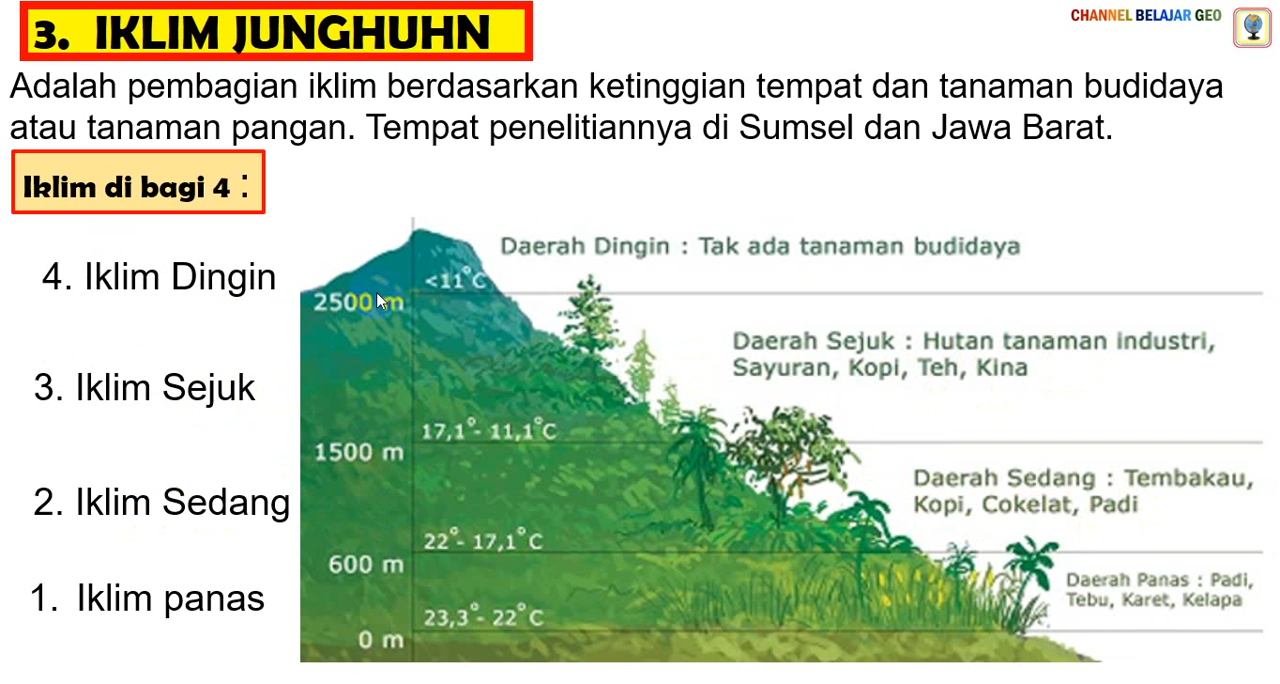 3. IKLIM JUNGHUHN
CHANNEL BELAJAR GEO
Adalah pembagian iklim berdasarkan ketinggian tempat dan tanaman budidaya
atau tanaman pangan. Tempat penelitiannya di Sumsel dan Jawa Barat.
Iklim di bagi 4 :
4. Iklim Dingin
3. Iklim Sejuk
2. Iklim Sedang
1. Iklim panas
Daerah Dingin : Tak ada tanaman budidaya
<11°C
2500 m
Daerah Sejuk : Hutan tanaman industri,
Sayuran, Kopi, Teh, Kina
17,1°- 11,1°C
1500 m
Daerah Sedang : Tembakau,
Kopi, Cokelat, Padi
22°- 17,1°C
600 m
Daerah Panas : Padi,
Tebu, Karet, Kelapa
23,3°- 22°C
0 m